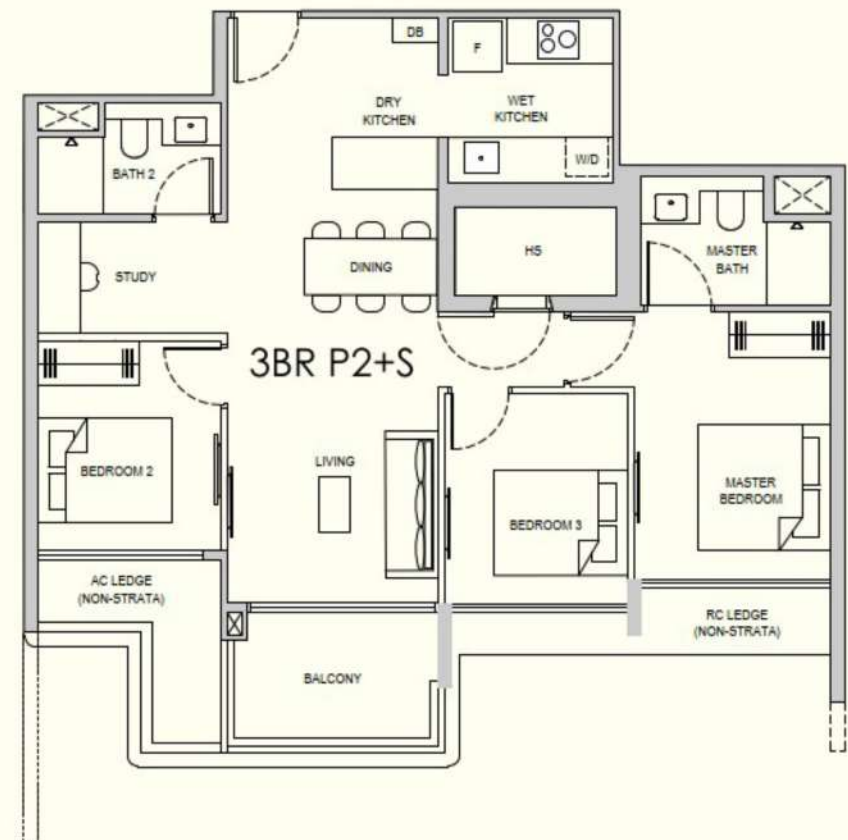 DB
F
DRY
KITCHEN
WET
KITCHEN
W/D
BATH 2
MASTER
BATH
HS
STUDY
DINING
3BR P2+S
LIVING
BEDROOM 2
BEDROOM 3
MASTER
BEDROOM
AC LEDGE
(NON-STRATA)
RC LEDGE
(NON-STRATA)
BALCONY